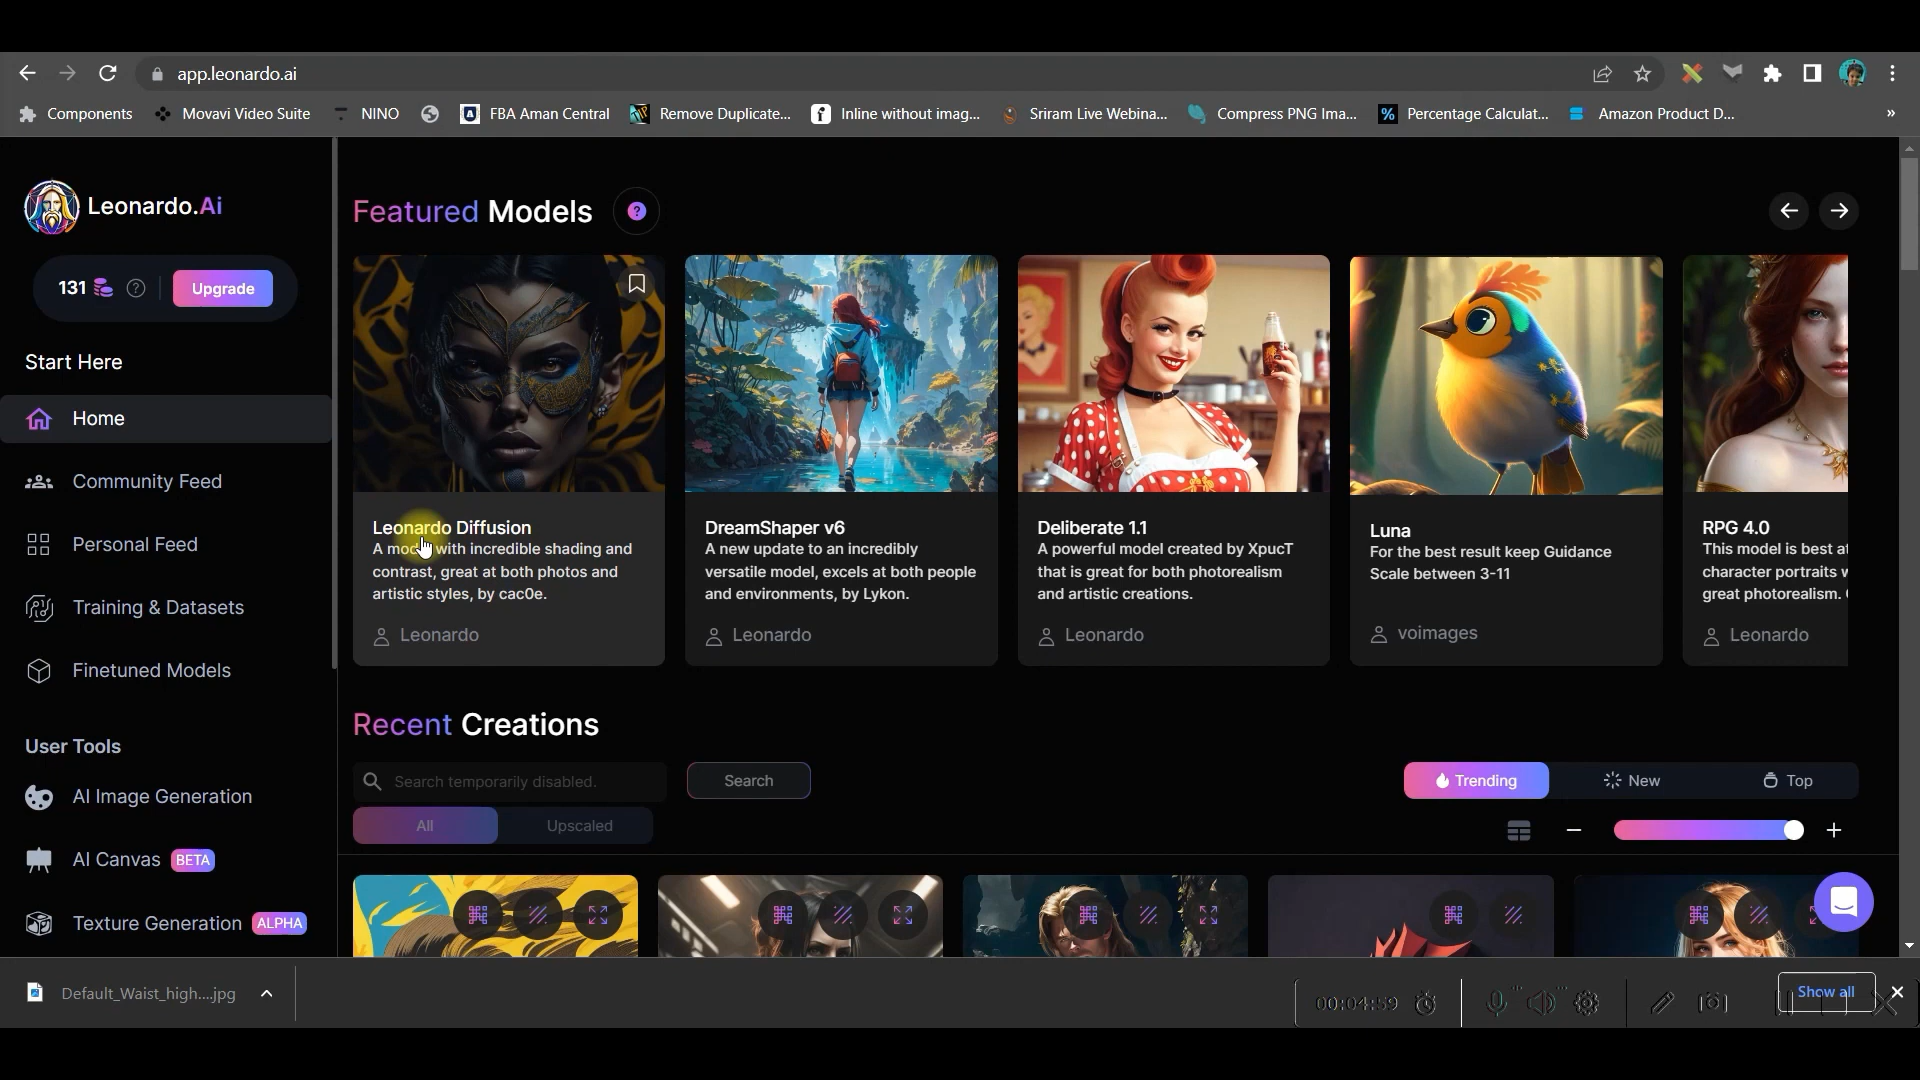 app.leonardo.ai
Components
Movavi Video Suite
NINO
FBA Aman Central
Remove Duplicate...
Inline without imag...
Sriram Live Webina...
Compress PNG Ima...
Percentage Calculat...
Amazon Product D...
»
Leonardo.Ai
131
Upgrade
Start Here
Home
Community Feed
Personal Feed
Training & Datasets
Finetuned Models
User Tools
AI Image Generation
AI Canvas BETA
Texture Generation ALPHA
Featured Models ?
Leonardo Diffusion
A model with incredible shading and
contrast, great at both photos and
artistic styles, by cac0e.
Leonardo
DreamShaper v6
A new update to an incredibly
versatile model, excels at both people
and environments, by Lykon.
Leonardo
Deliberate 1.1
A powerful model created by XpucT
that is great for both photorealism
and artistic creations.
Leonardo
Luna
For the best result keep Guidance
Scale between 3-11
voimages
RPG 4.0
This model is best at
character portraits
great photorealism.
Leonardo
Recent Creations
Search temporarily disabled.
Search
Trending
New
Top
All
Upscaled
Default_Waist_high....jpg
00:04:59
Show all